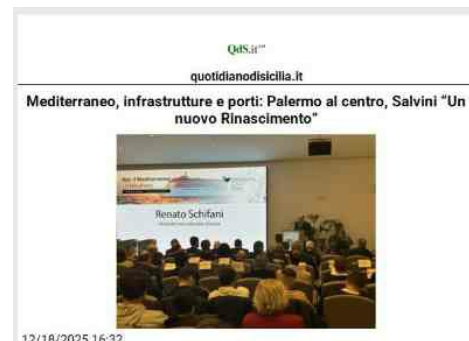 QdS.it
quotidianodisicilia.it
Mediterraneo, infrastrutture e porti: Palermo al centro, Salvini “Un
nuovo Rinascimento”
Renato Schifani
12/18/2025 16:32